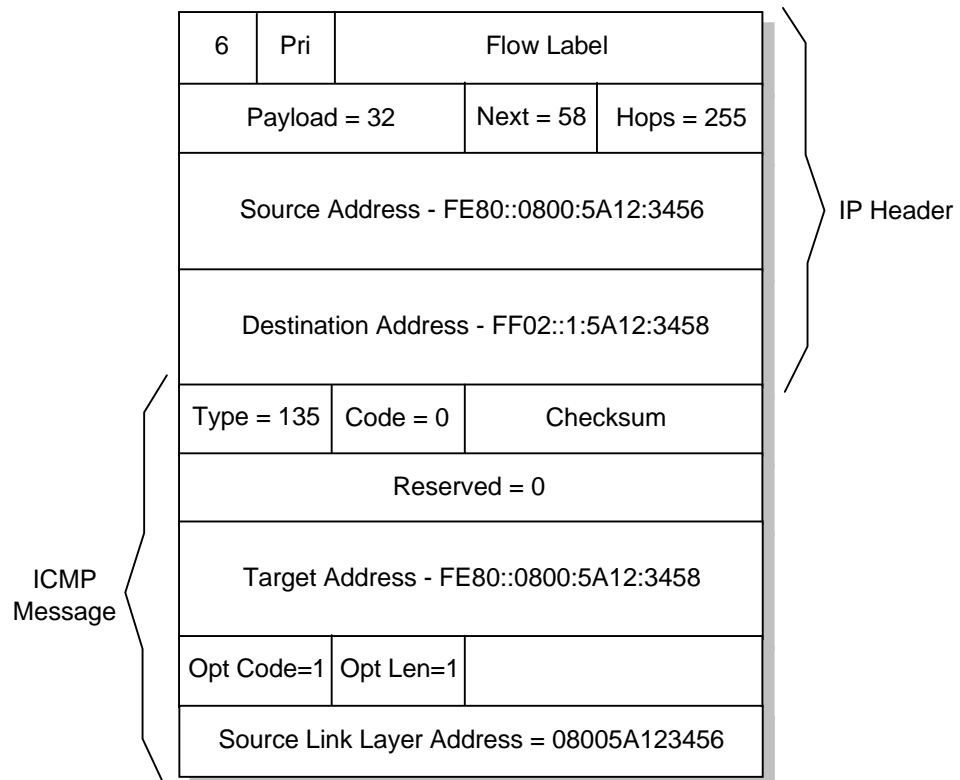 6 Pri Flow Label
Payload = 32 Next = 58 Hops = 255
Source Address - FE80::0800:5A12:3456
IP Header
Destination Address - FF02::1:5A12:3458
Type = 135 Code = 0 Checksum
Reserved = 0
ICMP
Message
Target Address - FE80::0800:5A12:3458
Opt Code=1 Opt Len=1
Source Link Layer Address = 08005A123456